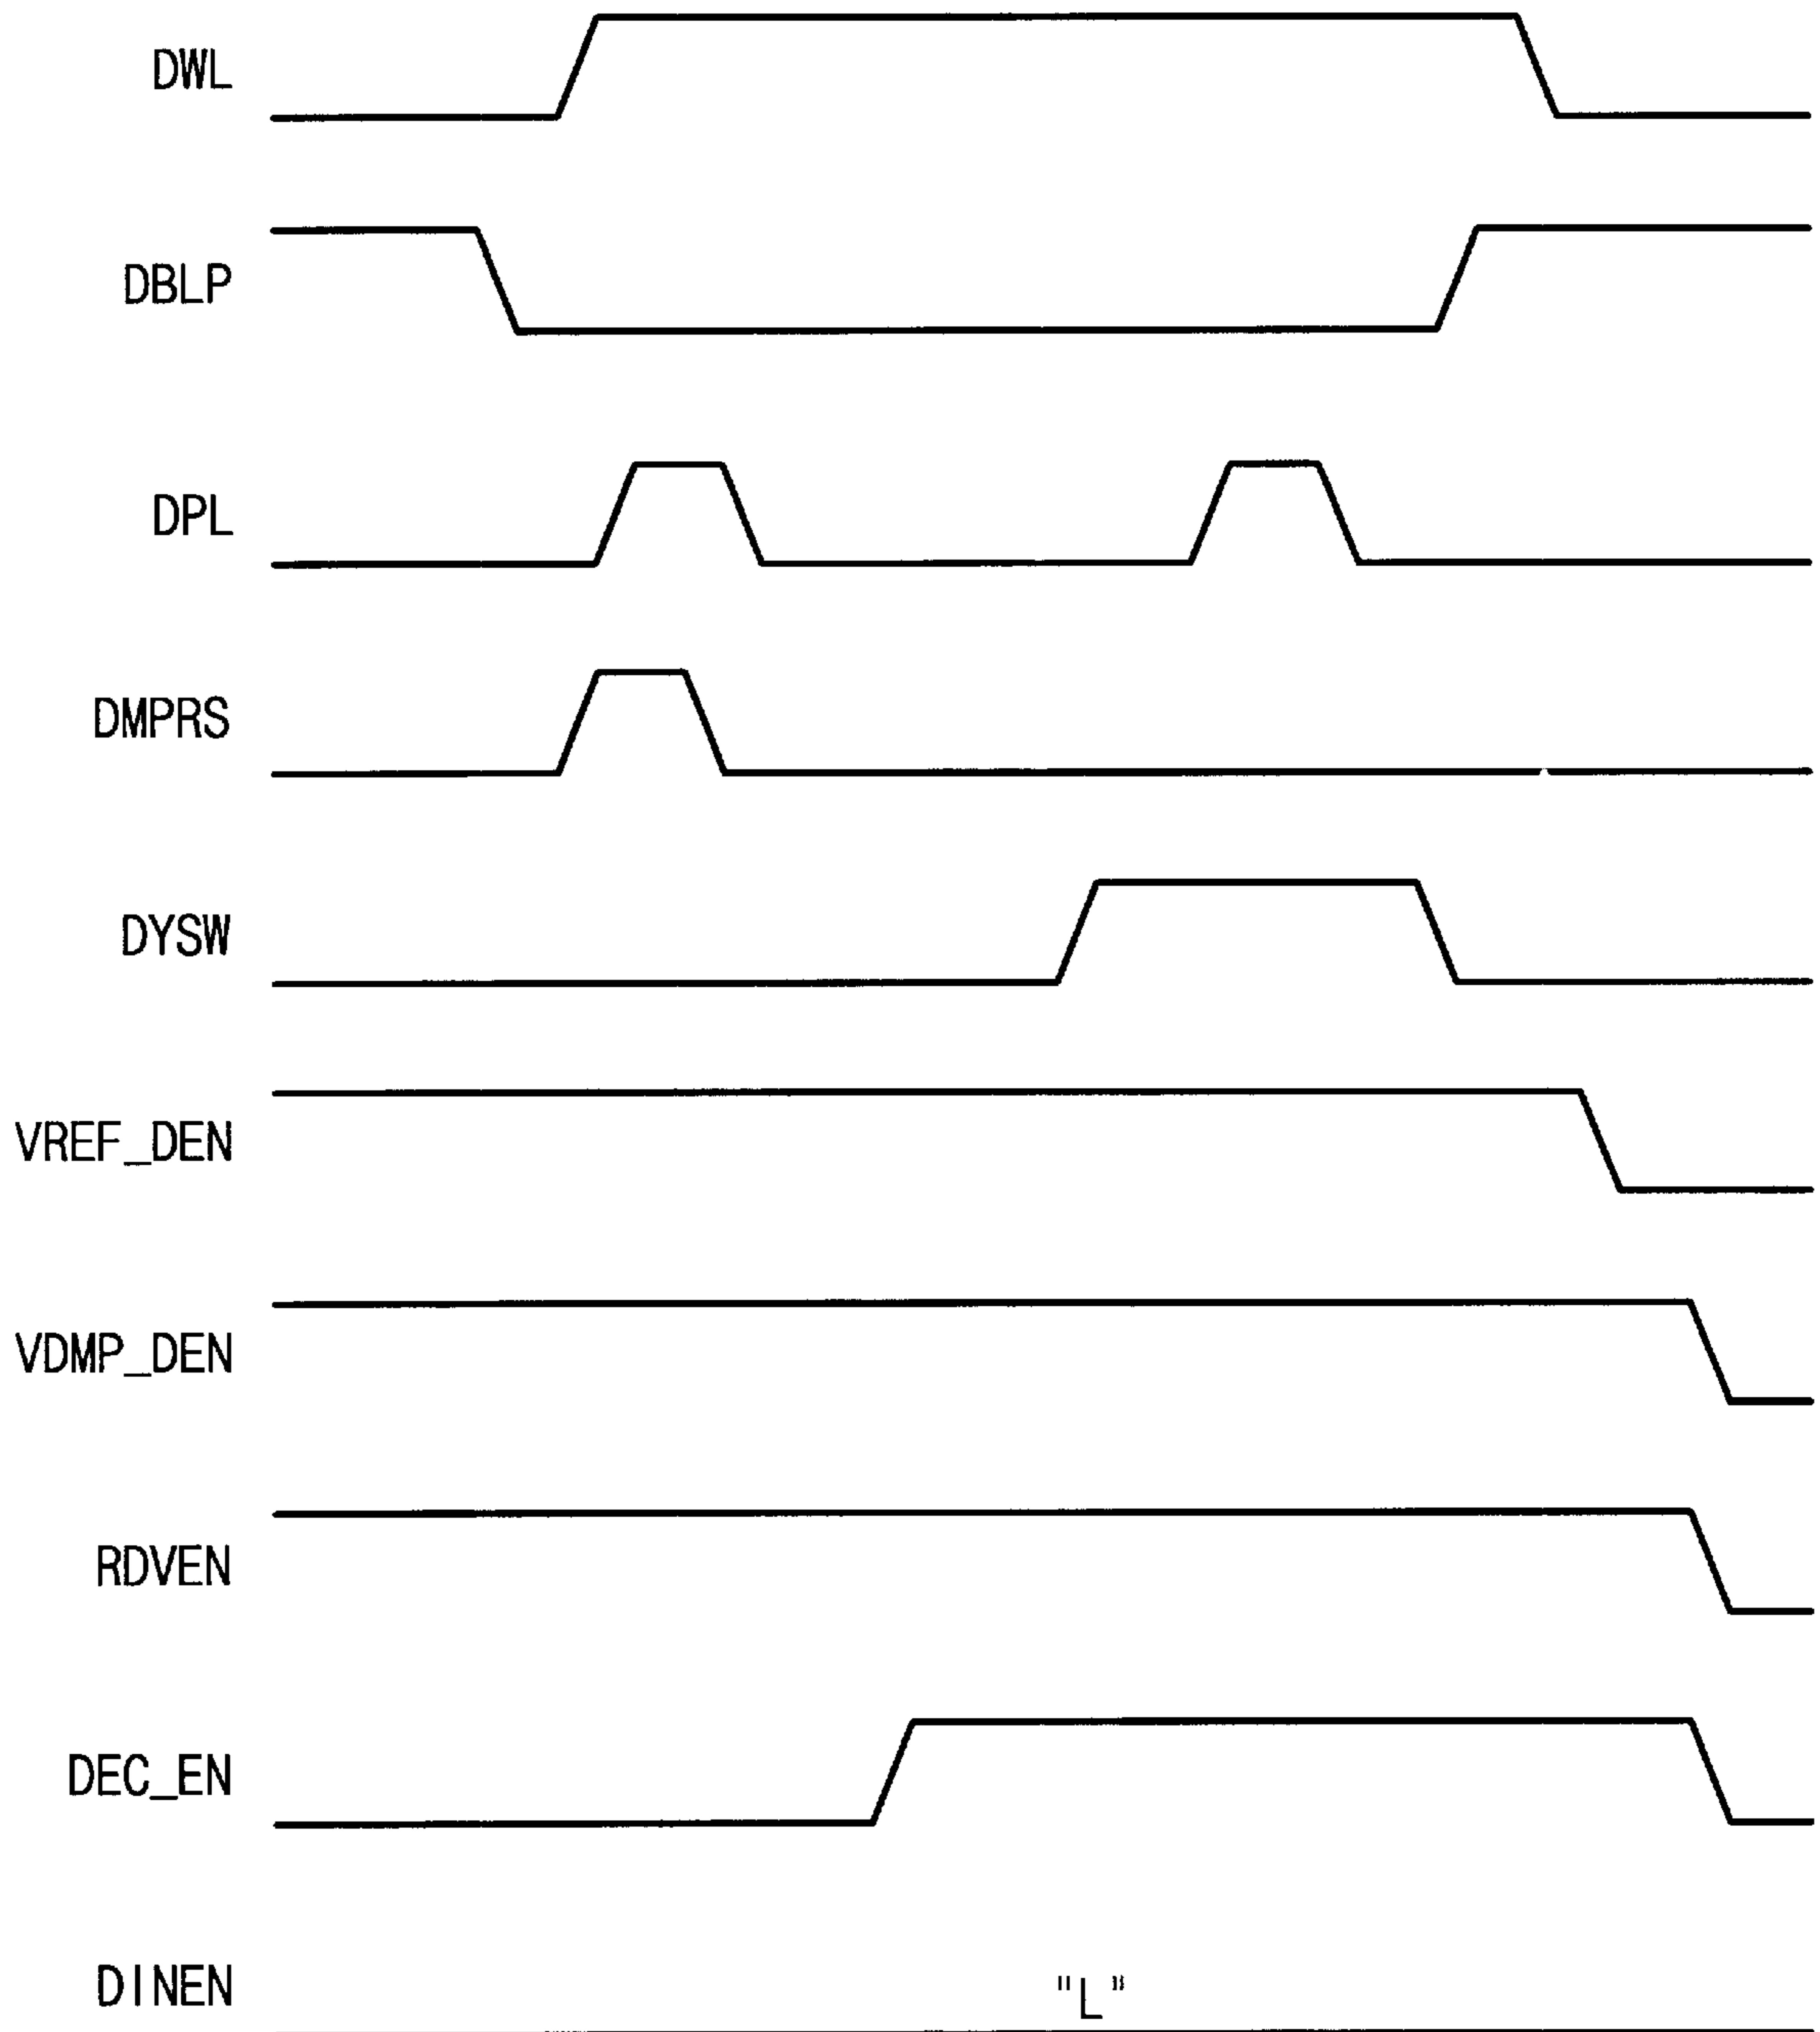 DWL
DBLP
DPL
DMPRS
DYSW
VREF_DEN
VDMP_DEN
RDVEN
DEC_EN
DINEN "L"